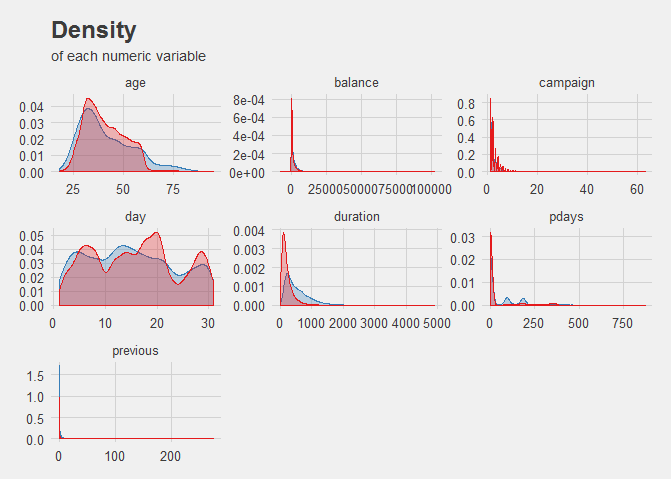 Density
of each numeric variable
age balance campaign
0.04 8e-04 0.8
0.03 6e-04 0.6
0.02 4e-04 0.4
0.01 2e-04 0.2
0.00 0e+00 0.0
25 50 75 0 25000 50000 75000 100000 0 20 40 60
day duration pdays
0.05 0.004 0.03
0.04 0.003 0.02
0.03 0.002 0.01
0.02 0.001 0.00
0.01 0.000
0.00
0 10 20 30 0 1000 2000 3000 4000 5000 0 250 500 750
previous
1.5
1.0
0.5
0.0
0 100 200